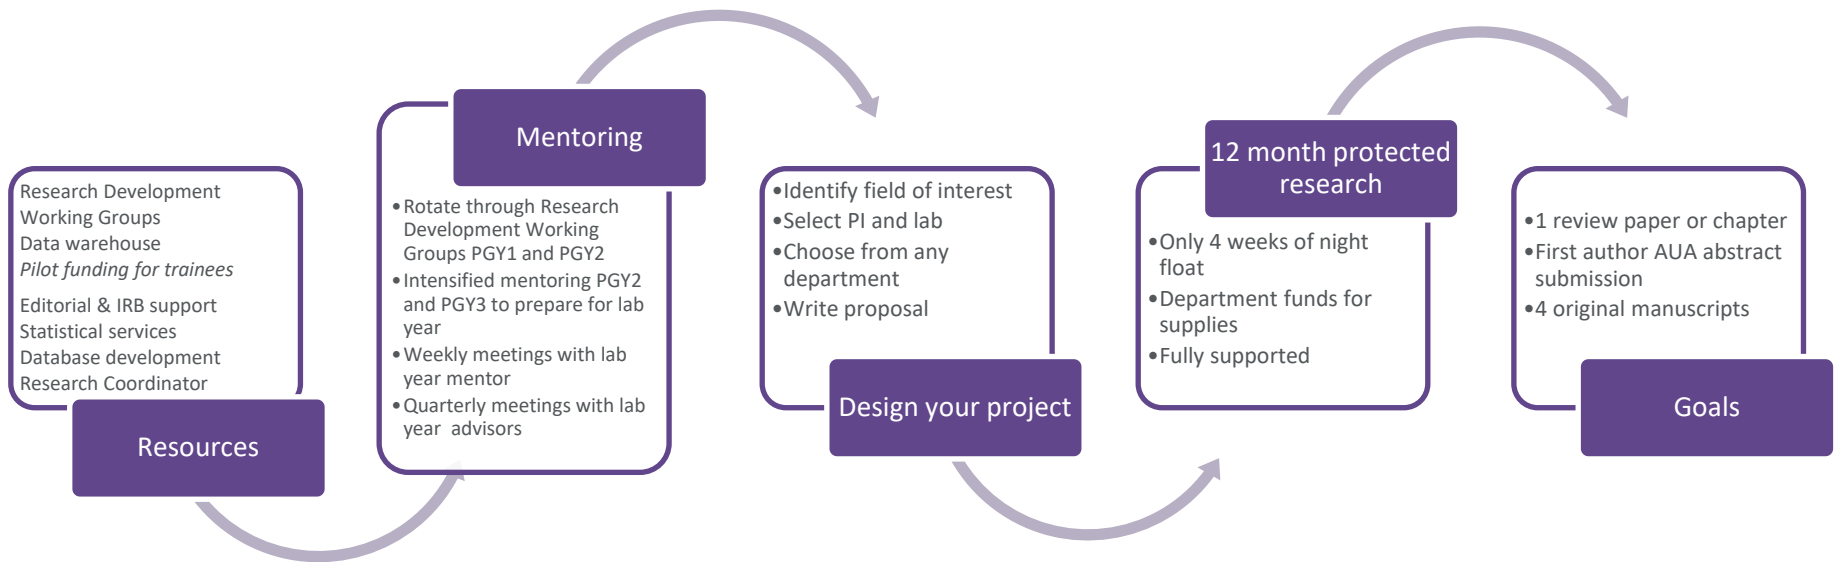 Research Development
Working Groups
Data warehouse
Pilot funding for trainees
Editorial & IRB support
Statistical services
Database development
Research Coordinator
Resources
Mentoring
•Rotate through Research
Development Working
Groups PGY1 and PGY2
•Intensified mentoring PGY2
and PGY3 to prepare for lab
year
•Weekly meetings with lab
year mentor
•Quarterly meetings with lab
year advisors
•Identify field of interest
•Select PI and lab
•Choose from any
department
•Write proposal
Design your project
12 month protected
research
•Only 4 weeks of night
float
•Department funds for
supplies
•Fully supported
•1 review paper or chapter
•First author AUA abstract
submission
•4 original manuscripts
Goals